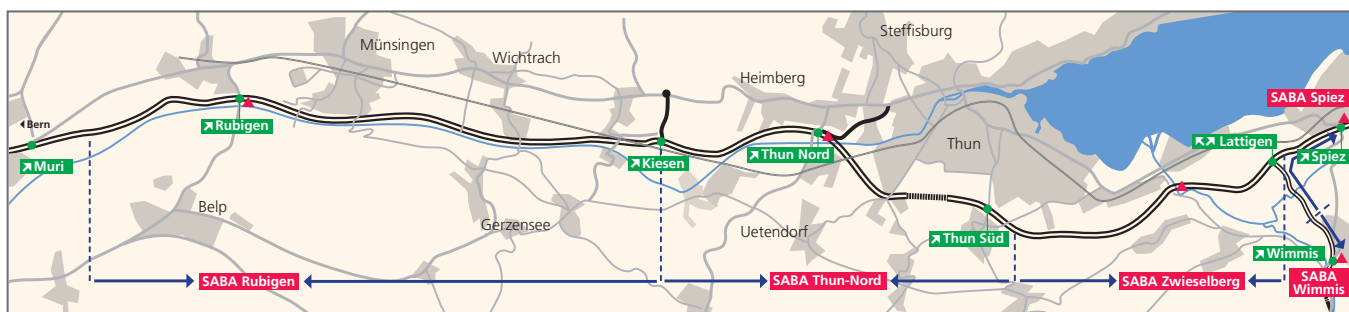 Steffisburg
Münsingen
Wichtrach
Heimberg
SABA Spiez
Bern
Rubigen
Lattigen
Thun
Thun Nord
Spiez
Muri
Kiesen
Belp
Gerzensee
Uetendorf
Thun Süd
Wimmis
SABA Rubigen
SABA Thun-Nord
SABA Zwieselberg
SABA
Wimmis